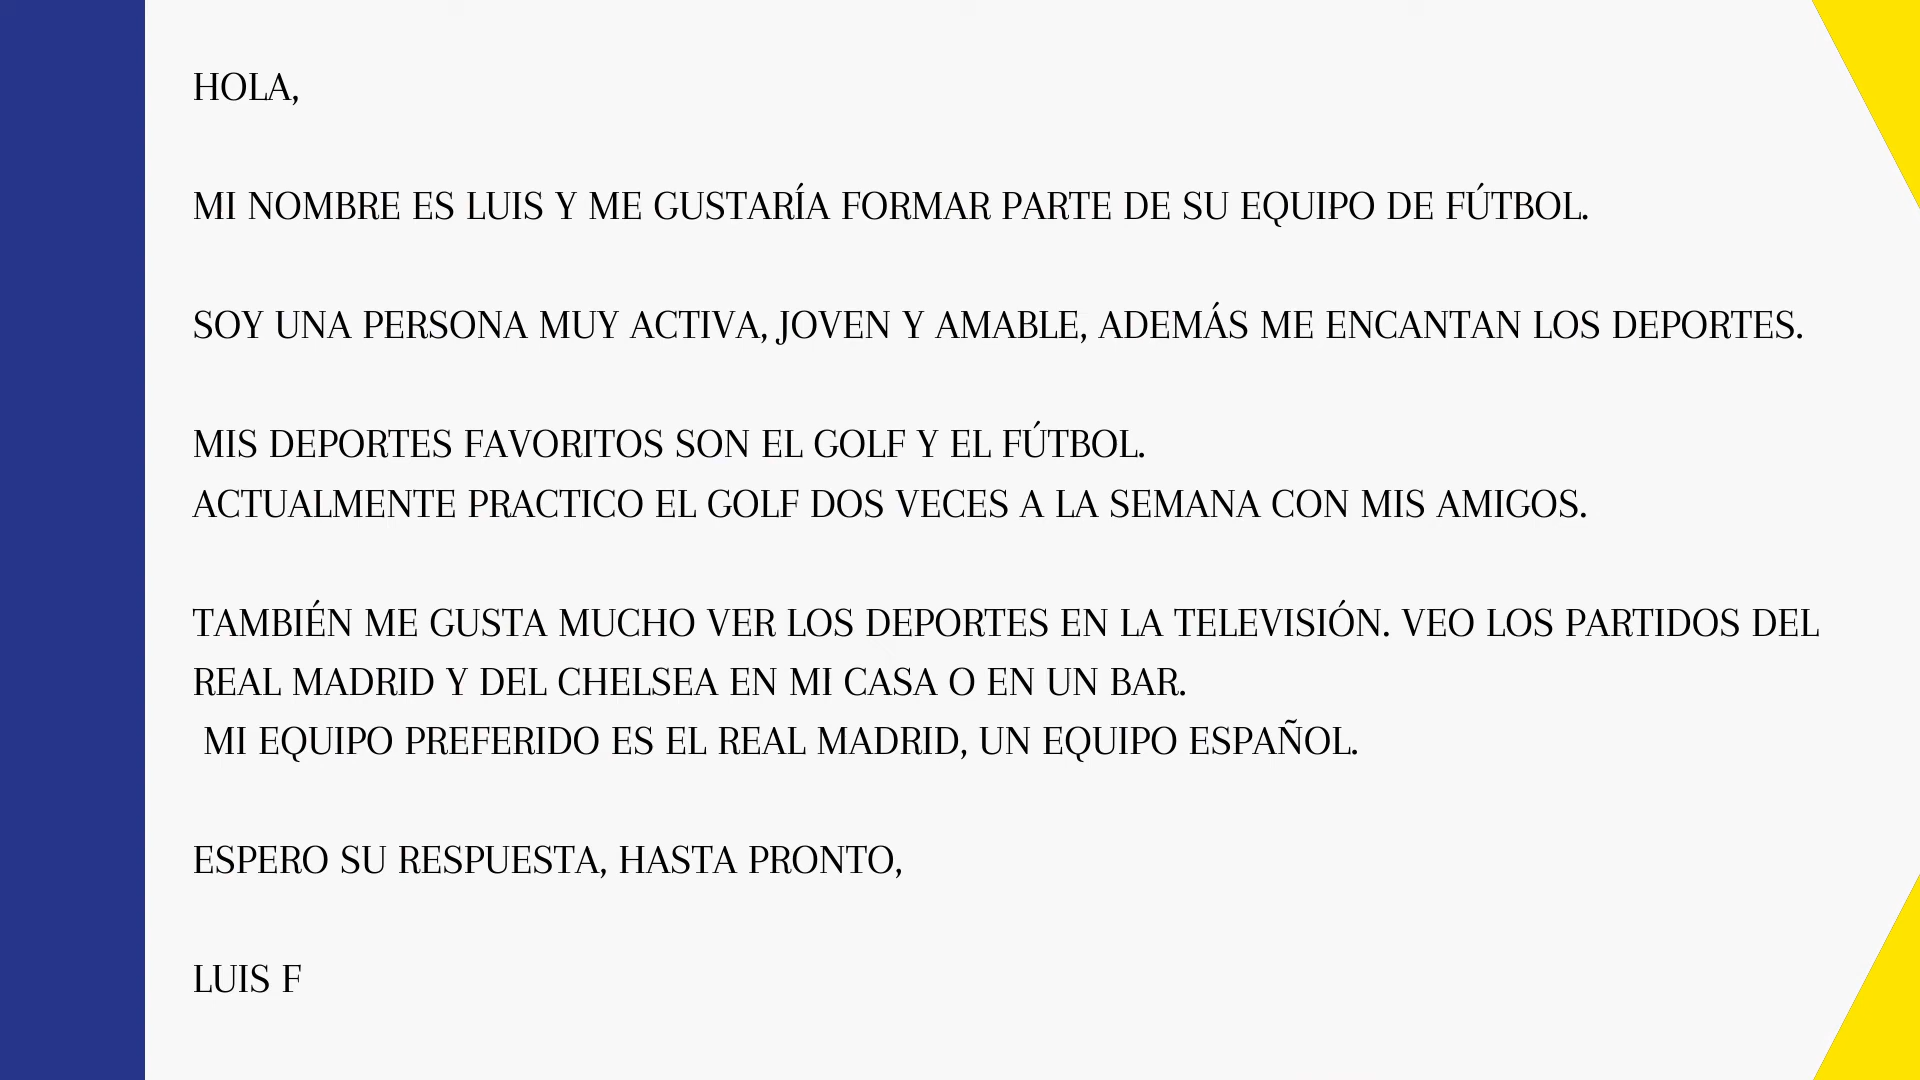 HOLA,
MI NOMBRE ES LUIS Y ME GUSTARÍA FORMAR PARTE DE SU EQUIPO DE FÚTBOL.
SOY UNA PERSONA MUY ACTIVA, JOVEN Y AMABLE, ADEMÁS ME ENCANTAN LOS DEPORTES.
MIS DEPORTES FAVORITOS SON EL GOLF Y EL FÚTBOL.
ACTUALMENTE PRACTICO EL GOLF DOS VECES A LA SEMANA CON MIS AMIGOS.
TAMBIÉN ME GUSTA MUCHO VER LOS DEPORTES EN LA TELEVISIÓN. VEO LOS PARTIDOS DEL
REAL MADRID Y DEL CHELSEA EN MI CASA O EN UN BAR.
MI EQUIPO PREFERIDO ES EL REAL MADRID, UN EQUIPO ESPAÑOL.
ESPERO SU RESPUESTA, HASTA PRONTO,
LUIS F